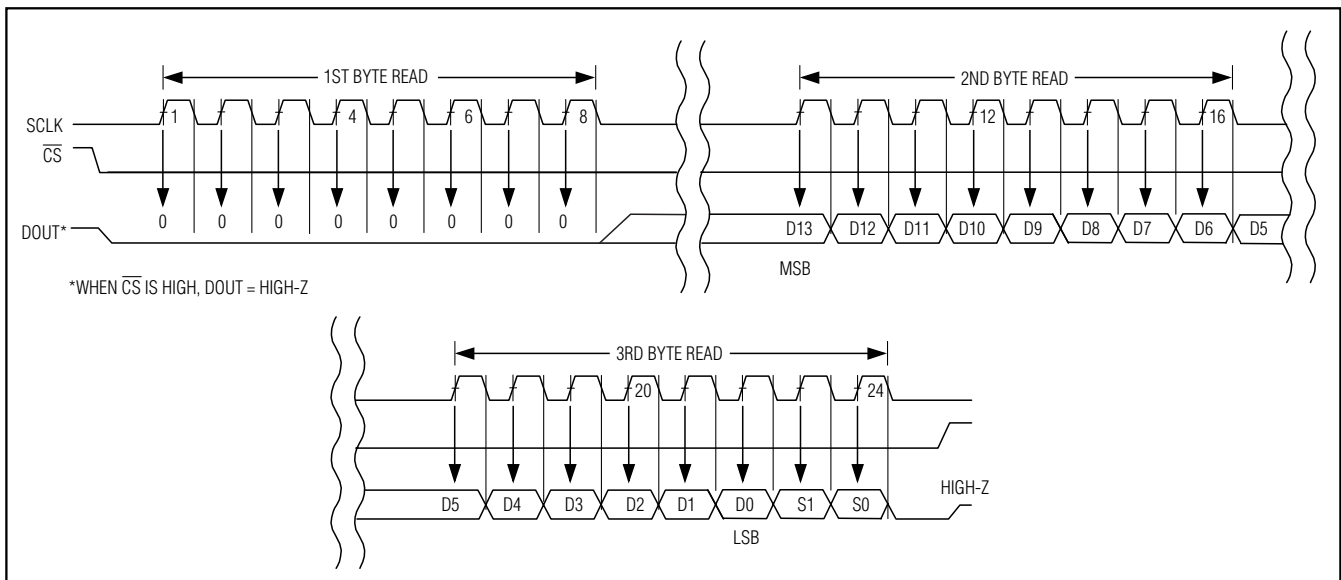 1ST BYTE READ 2ND BYTE READ
SCLK 1 4 6 8 12 16
CS
DOUT* 0 0 0 0 0 0 0 0 D13 D12 D11 D10 D9 D8 D7 D6 D5
MSB
*WHEN CS IS HIGH, DOUT = HIGH-Z
3RD BYTE READ
20 24
HIGH-Z
D5 D4 D3 D2 D1 D0 S1 S0
LSB